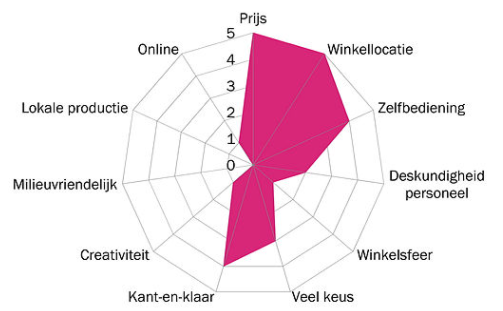 Prijs
5
4
3
2
1
0
Winkellocatie
Zelfbediening
Deskundigheid
personeel
Winkelsfeer
Veel keus
Kant-en-klaar
Creativiteit
Milieuvriendelijk
Lokale productie
Online